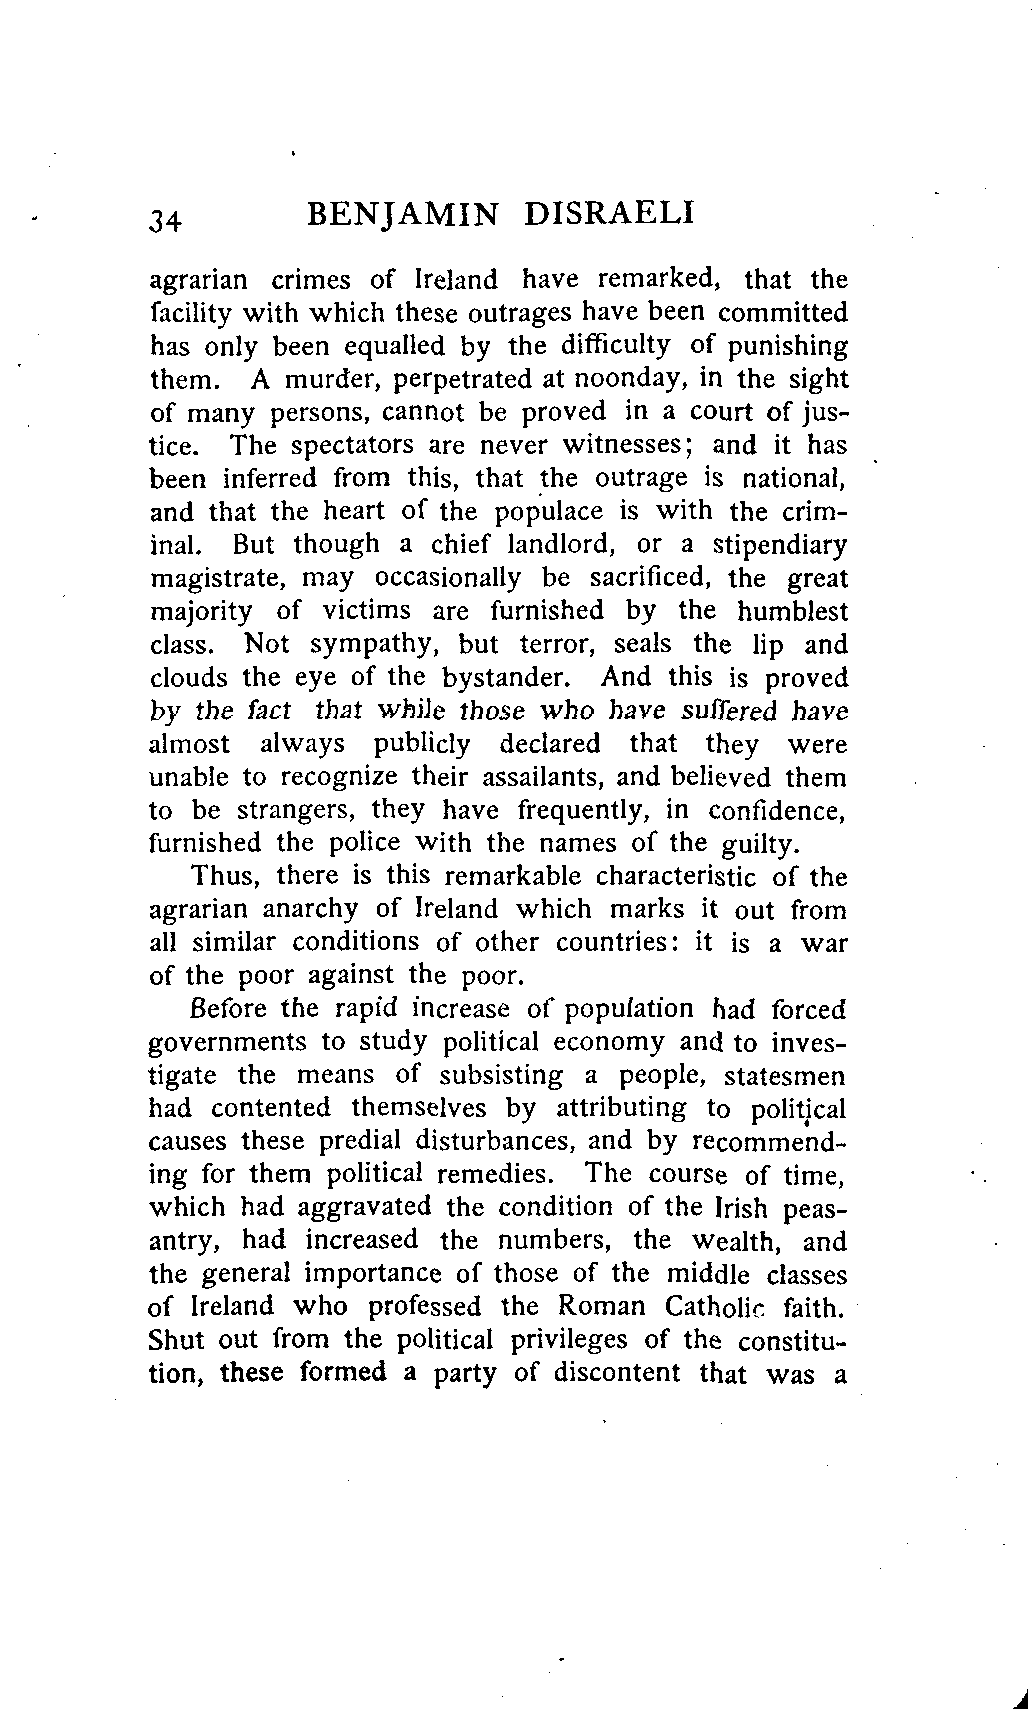 34 BENJAMIN DISRAELI
agrarian crimes of Ireland have remarked, that the
facility with which these outrages have been committed
has only been equalled by the difficulty of punishing
them. A murder, perpetrated at noonday, in the sight
of many persons, cannot be proved in a court of jus-
tice. The spectators are never witnesses; and it has
been inferred from this, that the outrage is national,
and that the heart of the populace is with the crim-
inal. But though a chief landlord, or a stipendiary
magistrate, may occasionally be sacrificed, the great
majority of victims are furnished by the humblest
class. Not sympathy, but terror, seals the lip and
clouds the eye of the bystander. And this is proved
by the fact that while those who have suffered have
almost always publicly declared that they were
unable to recognize their assailants, and believed them
to be strangers, they have frequently, in confidence,
furnished the police with the names of the guilty.
Thus, there is this remarkable characteristic of the
agrarian anarchy of Ireland which marks it out from
all similar conditions of other countries: it is a war
of the poor against the poor.
Before the rapid increase of population had forced
governments to study political economy and to inves-
tigate the means of subsisting a people, statesmen
had contented themselves by attributing to political
causes these predial disturbances, and by recommend-
ing for them political remedies. The course of time,
which had aggravated the condition of the Irish peas-
antry, had increased the numbers, the wealth, and
the general importance of those of the middle classes
of Ireland who professed the Roman Catholic faith.
Shut out from the political privileges of the constitu-
tion, these formed a party of discontent that was a